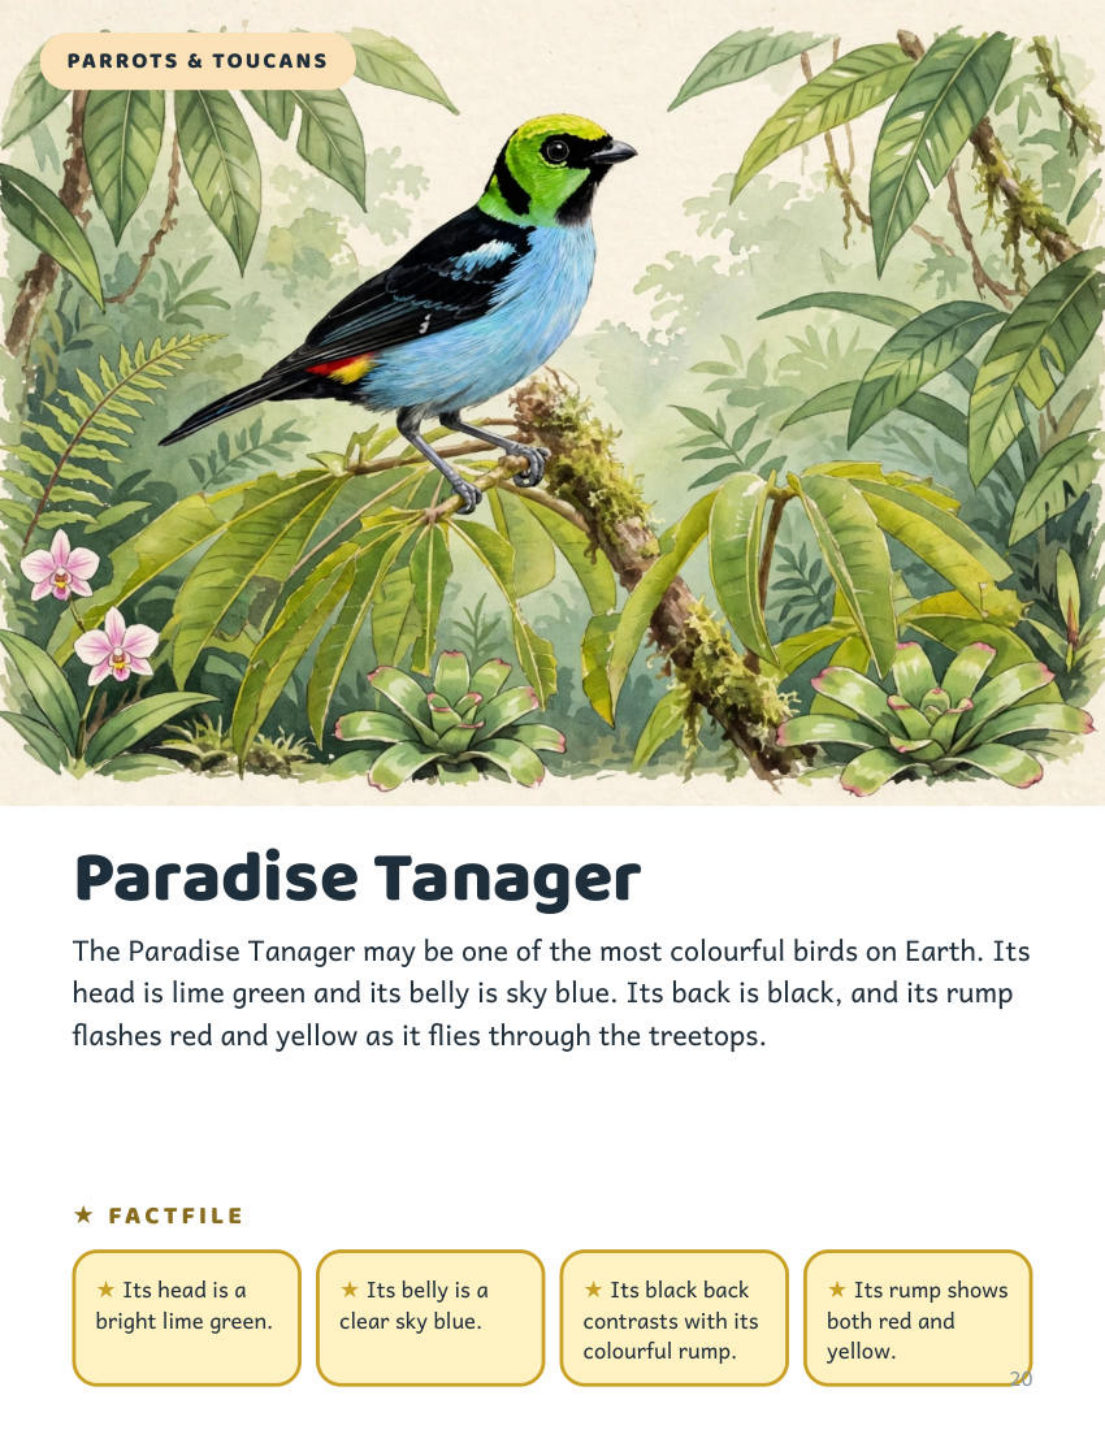 PARROTS & TOUCANS
Paradise Tanager
The Paradise Tanager may be one of the most colourful birds on Earth. Its
head is lime green and its belly is sky blue. Its back is black, and its rump
flashes red and yellow as it flies through the treetops.
★ FACTFILE
★ Its head is a
bright lime green.
★ Its belly is a
clear sky blue.
★ Its black back
contrasts with its
colourful rump.
★ Its rump shows
both red and
yellow.
20